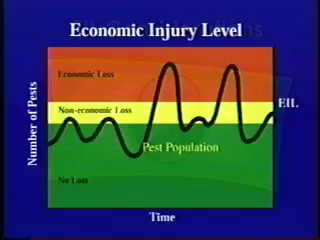 Economic Injury Level
Economic Loss
Non-economic Loss
EIL
Pest Population
No Loss
Number of Pests
Time